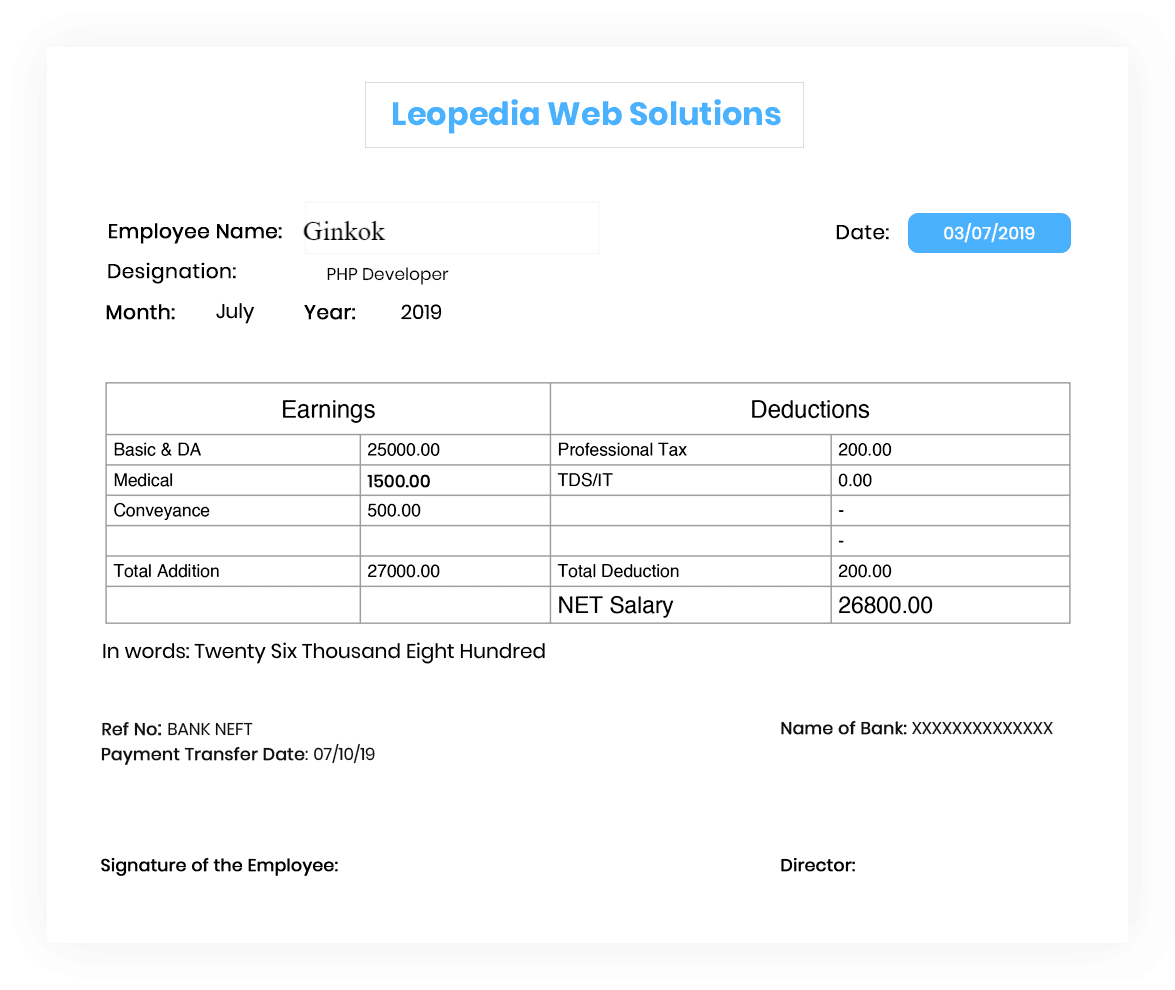 Leopedia Web Solutions
Employee Name: Ginkok Date: 03/07/2019
Designation: PHP Developer
Month: July Year: 2019
Earnings Deductions
Basic & DA 25000.00 Professional Tax 200.00
Medical 1500.00 TDS/IT 0.00
Conveyance 500.00 -
-
Total Addition 27000.00 Total Deduction 200.00
NET Salary 26800.00
In words: Twenty Six Thousand Eight Hundred
Ref No: BANK NEFT Name of Bank: XXXXXXXXXXXXXX
Payment Transfer Date: 07/10/19
Signature of the Employee: Director: